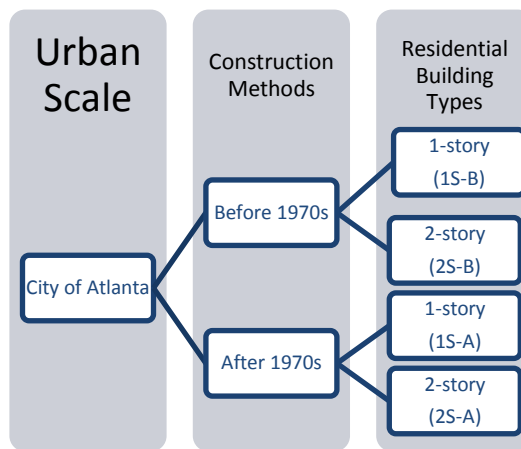 Urban
Scale
Construction
Methods
Residential
Building
Types
City of Atlanta
Before 1970s
After 1970s
1-story
(1S-B)
2-story
(2S-B)
1-story
(1S-A)
2-story
(2S-A)